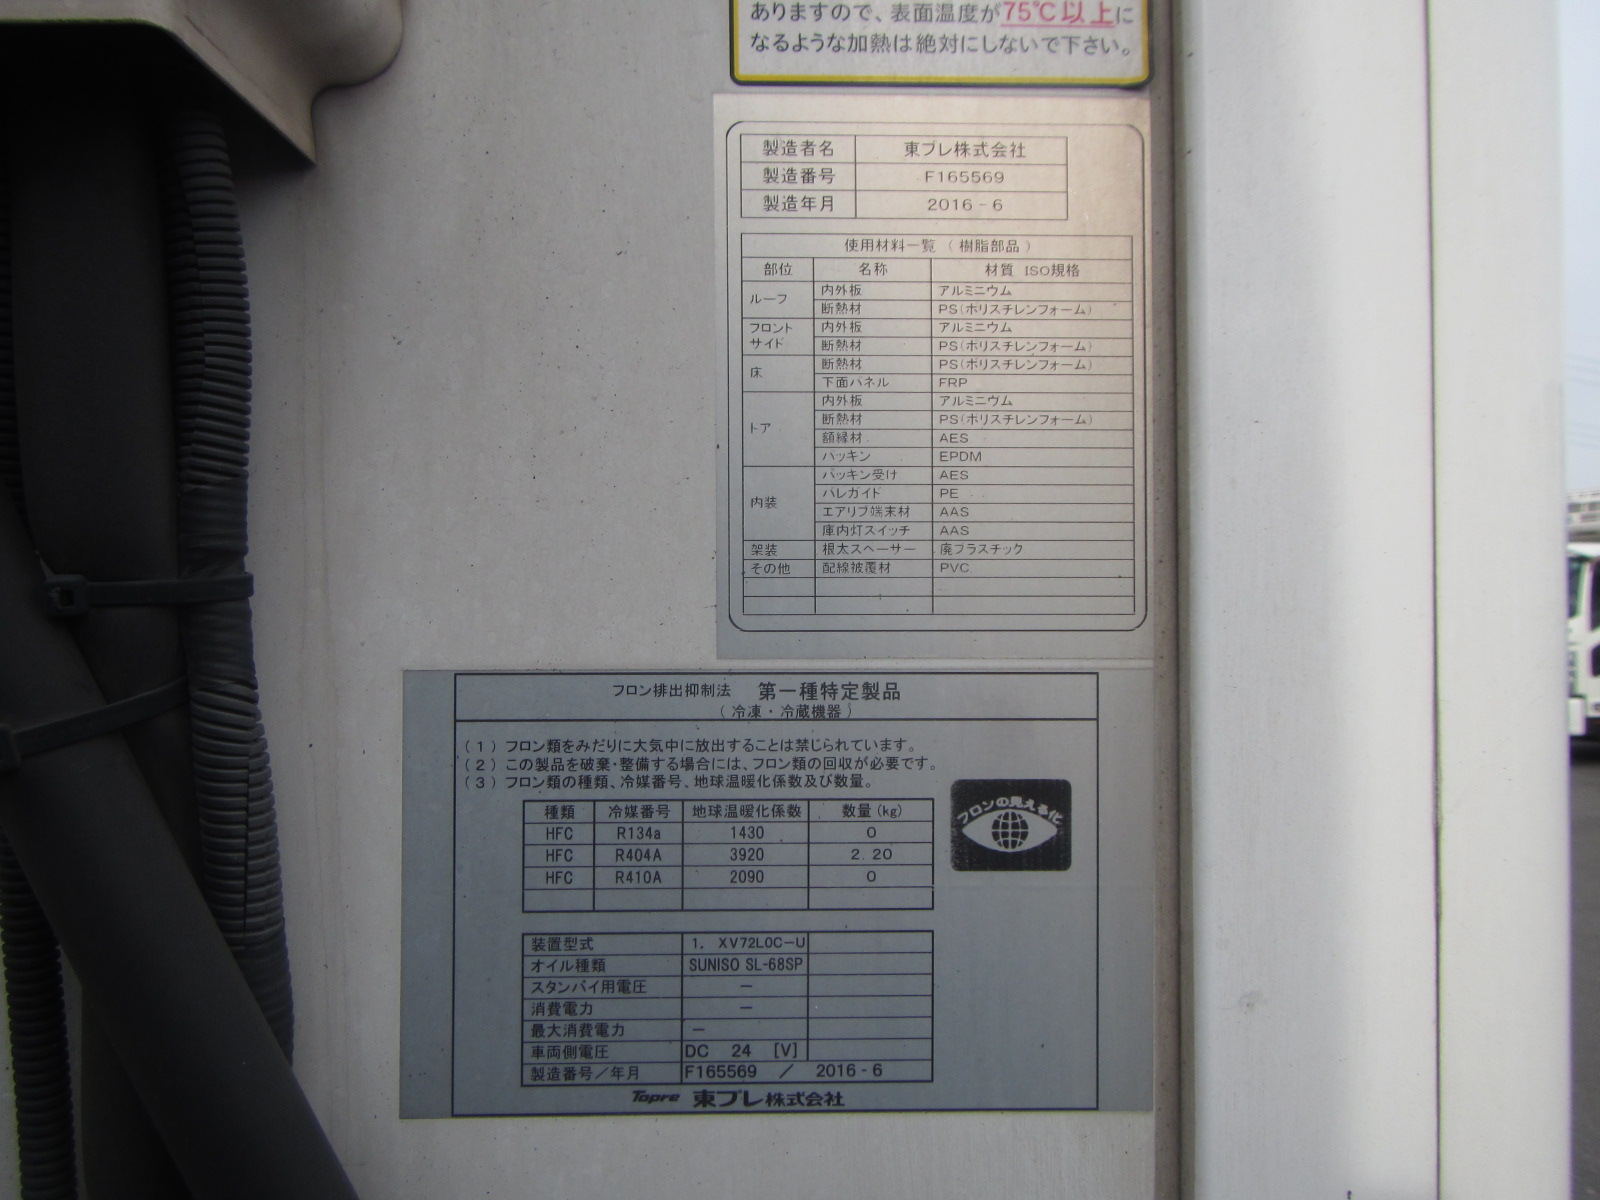 ありますので、表面温度が75℃以上に
なるような加熱は絶対にしないで下さい。
製造者名 東プレ株式会社
製造番号 F165569
製造年月 2016-6
使用材料一覧（樹脂部品）
部位 名称 材質 ISO規格
ルーフ 内外板 アルミニウム
断熱材 PS(ポリスチレンフォーム)
フロント サイド 内外板 アルミニウム
断熱材 PS(ポリスチレンフォーム)
床 断熱材 PS(ポリスチレンフォーム)
下面パネル FRP
ドア 内外板 アルミニウム
断熱材 PS(ポリスチレンフォーム)
額縁材 AES
パッキン EPDM
内装 パッキン受け AES
バレガイド PE
エアリブ端末材 AAS
庫内灯スイッチ AAS
架装 根太スペーサー 廃プラスチック
その他 配線被覆材 PVC
フロン排出抑制法 第一種特定製品
（冷凍・冷蔵機器）
(1) フロン類をみだりに大気中に放出することは禁じられています。
(2) この製品を破棄・整備する場合には、フロン類の回収が必要です。
(3) フロン類の種類、冷媒番号、地球温暖化係数及び数量。
フロンの見える化
種類 冷媒番号 地球温暖化係数 数量(kg)
HFC R134a 1430 0
HFC R404A 3920 2.20
HFC R410A 2090 0
装置型式 1. XV72LOC-U
オイル種類 SUNISO SL-68SP
スタンバイ用電圧 －
消費電力 －
最大消費電力 －
車両側電圧 DC 24 [V]
製造番号／年月 F165569 ／ 2016-6
Topre 東プレ株式会社